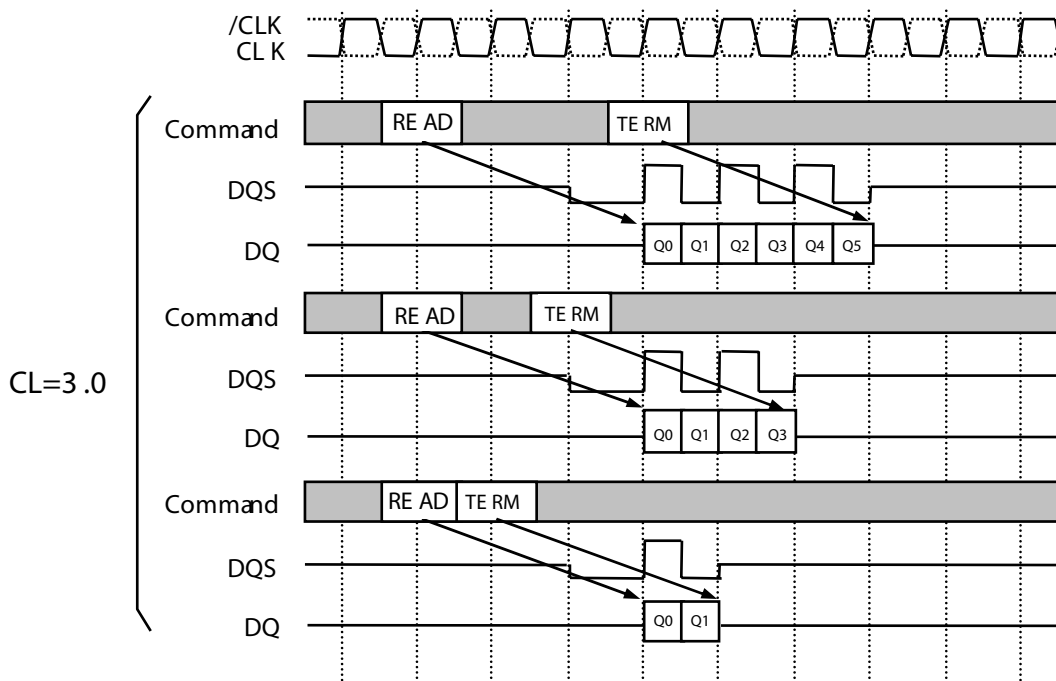 /CLK
CL K
Command RE AD TE RM
DQS
DQ Q0 Q1 Q2 Q3 Q4 Q5
Command RE AD TE RM
CL=3 .0
DQS
DQ Q0 Q1 Q2 Q3
Command RE AD TE RM
DQS
DQ Q0 Q1